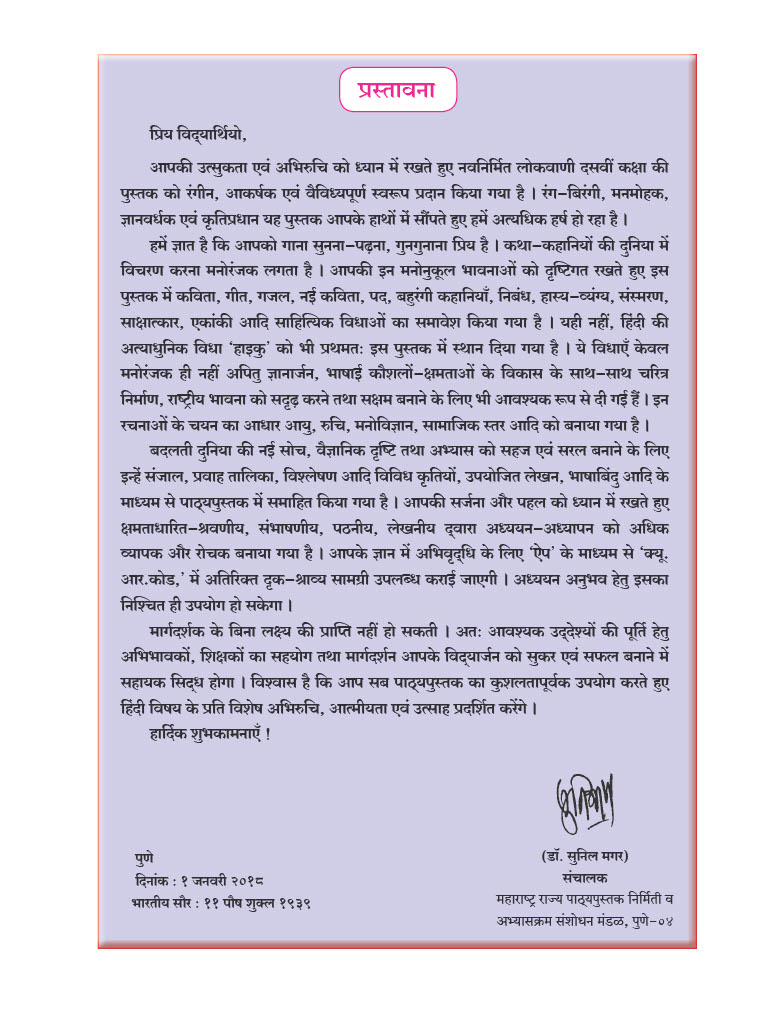 प्रस्तावना
प्रिय विद्‌यार्थियो,
आपकी उत्सुकता एवं अभिरुचि को ध्यान में रखते हुए नवनिर्मित लोकवाणी दसवीं कक्षा की
पुस्तक को रंगीन, आकर्षक एवं वैविध्यपूर्ण स्वरूप प्रदान किया गया है । रंग-बिरंगी, मनमोहक,
ज्ञानवर्धक एवं कृतिप्रधान यह पुस्तक आपके हाथों में सौंपते हुए हमें अत्यधिक हर्ष हो रहा है ।
हमें ज्ञात है कि आपको गाना सुनना-पढ़ना, गुनगुनाना प्रिय है । कथा-कहानियों की दुनिया में
विचरण करना मनोरंजक लगता है । आपकी इन मनोनुकूल भावनाओं को दृष्टिगत रखते हुए इस
पुस्तक में कविता, गीत, गजल, नई कविता, पद, बहुरंगी कहानियाँ, निबंध, हास्य-व्यंग्य, संस्मरण,
साक्षात्कार, एकांकी आदि साहित्यिक विधाओं का समावेश किया गया है । यही नहीं, हिंदी की
अत्याधुनिक विधा ‘हाइकु’ को भी प्रथमतः इस पुस्तक में स्थान दिया गया है । ये विधाएँ केवल
मनोरंजक ही नहीं अपितु ज्ञानार्जन, भाषाई कौशलों-क्षमताओं के विकास के साथ-साथ चरित्र
निर्माण, राष्ट्रीय भावना को सदृढ़ करने तथा सक्षम बनाने के लिए भी आवश्यक रूप से दी गई हैं । इन
रचनाओं के चयन का आधार आयु, रुचि, मनोविज्ञान, सामाजिक स्तर आदि को बनाया गया है ।
बदलती दुनिया की नई सोच, वैज्ञानिक दृष्टि तथा अभ्यास को सहज एवं सरल बनाने के लिए
इन्हें संजाल, प्रवाह तालिका, विश्लेषण आदि विविध कृतियों, उपयोजित लेखन, भाषाबिंदु आदि के
माध्यम से पाठ्‌यपुस्तक में समाहित किया गया है । आपकी सर्जना और पहल को ध्यान में रखते हुए
क्षमताधारित-श्रवणीय, संभाषणीय, पठनीय, लेखनीय द्‌वारा अध्ययन-अध्यापन को अधिक
व्यापक और रोचक बनाया गया है । आपके ज्ञान में अभिवृद्‌धि के लिए ‘ऐप’ के माध्यम से ‘क्यू.
आर.कोड,’ में अतिरिक्त दृक-श्राव्य सामग्री उपलब्ध कराई जाएगी । अध्ययन अनुभव हेतु इसका
निश्चित ही उपयोग हो सकेगा ।
मार्गदर्शक के बिना लक्ष्य की प्राप्ति नहीं हो सकती । अतः आवश्यक उद्‌देश्यों की पूर्ति हेतु
अभिभावकों, शिक्षकों का सहयोग तथा मार्गदर्शन आपके विद्‌यार्जन को सुकर एवं सफल बनाने में
सहायक सिद्‌ध होगा । विश्वास है कि आप सब पाठ्‌यपुस्तक का कुशलतापूर्वक उपयोग करते हुए
हिंदी विषय के प्रति विशेष अभिरुचि, आत्मीयता एवं उत्साह प्रदर्शित करेंगे ।
हार्दिक शुभकामनाएँ !
पुणे
दिनांक : १ जनवरी २०१८
भारतीय सौर : ११ पौष शुक्ल १९३९
(डॉ. सुनिल मगर)
संचालक
महाराष्ट्र राज्य पाठ्‌यपुस्तक निर्मिती व
अभ्यासक्रम संशोधन मंडळ, पुणे-०४